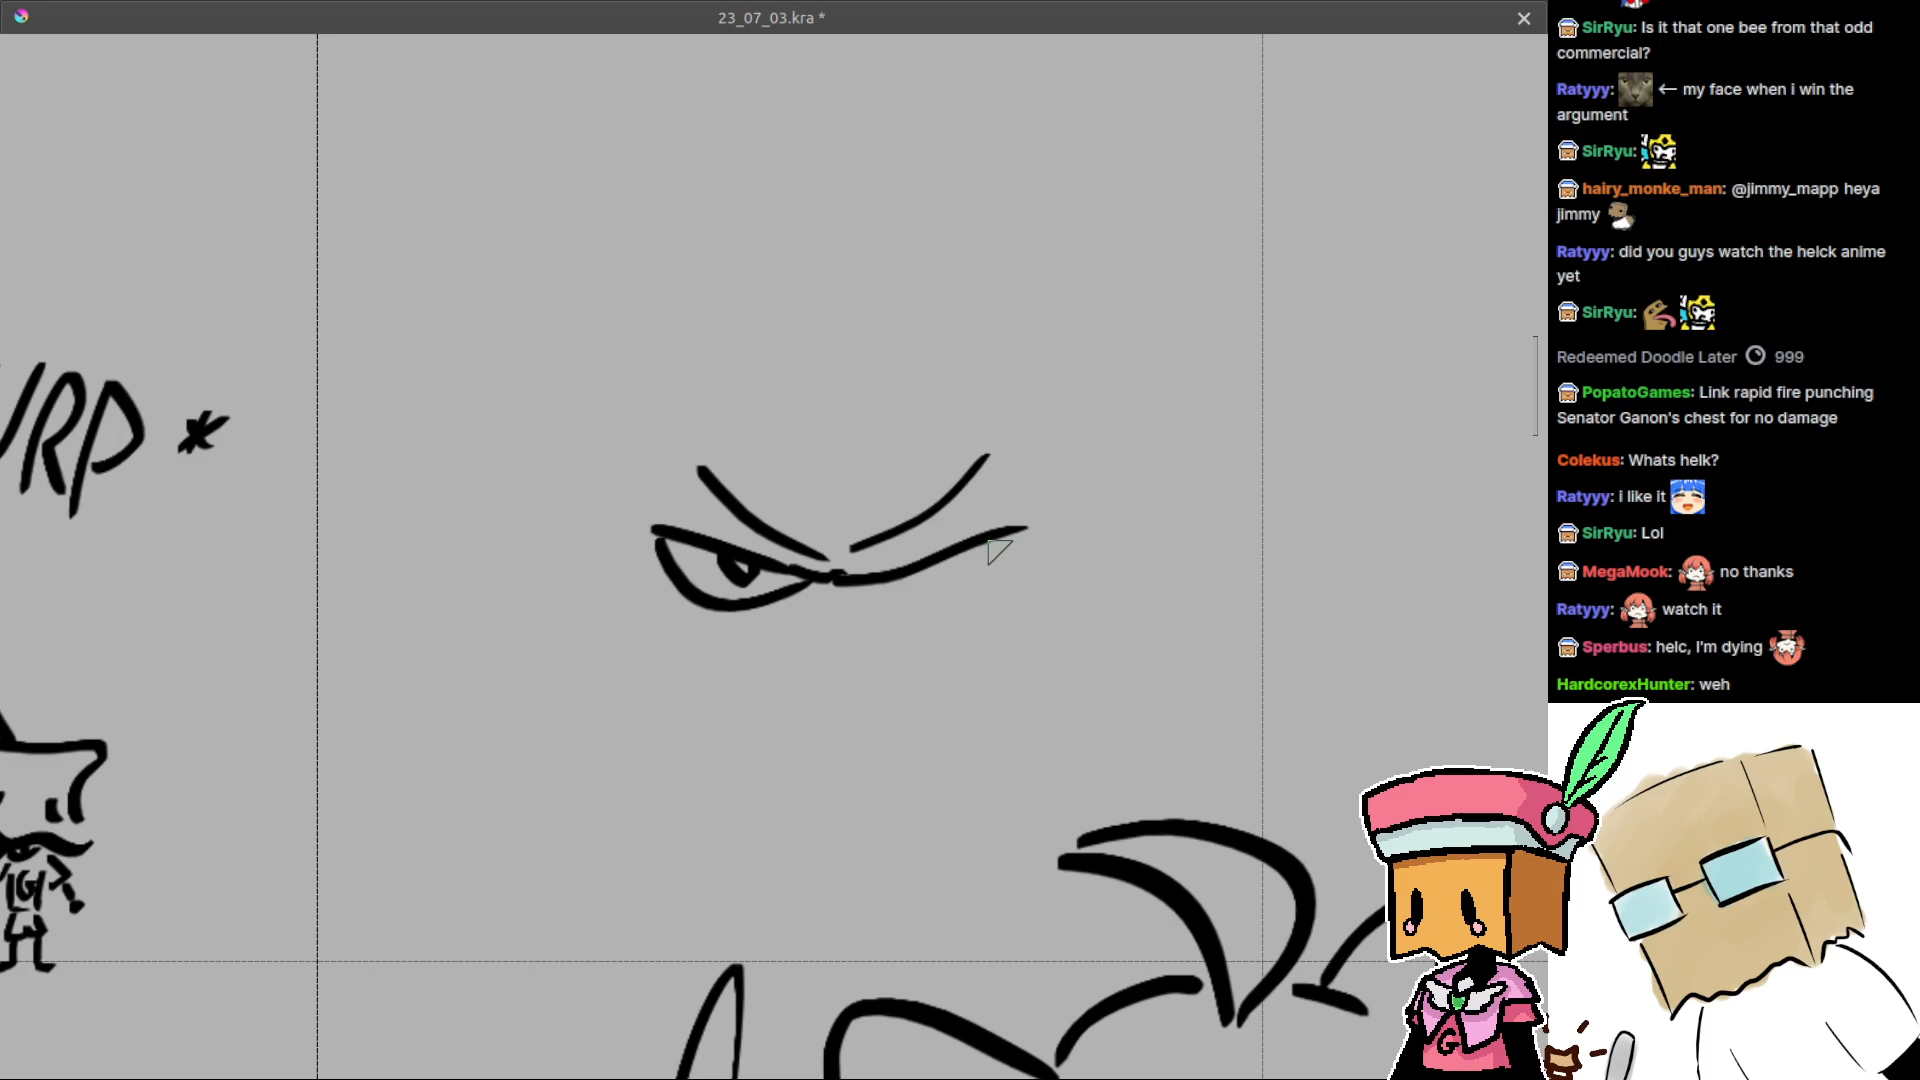 23_07_03.kra *
SirRyu: Is it that one bee from that odd
commercial?
Ratyyy: ← my face when i win the
argument
SirRyu:
hairy_monke_man: @jimmy_mapp heya
jimmy
Ratyyy: did you guys watch the helck anime
yet
SirRyu:
Redeemed Doodle Later 999
PopatoGames: Link rapid fire punching
Senator Ganon's chest for no damage
Colekus: Whats helk?
Ratyyy: i like it
SirRyu: Lol
MegaMook: no thanks
Ratyyy: watch it
Sperbus: helc, I'm dying
HardcorexHunter: weh
URP *
G